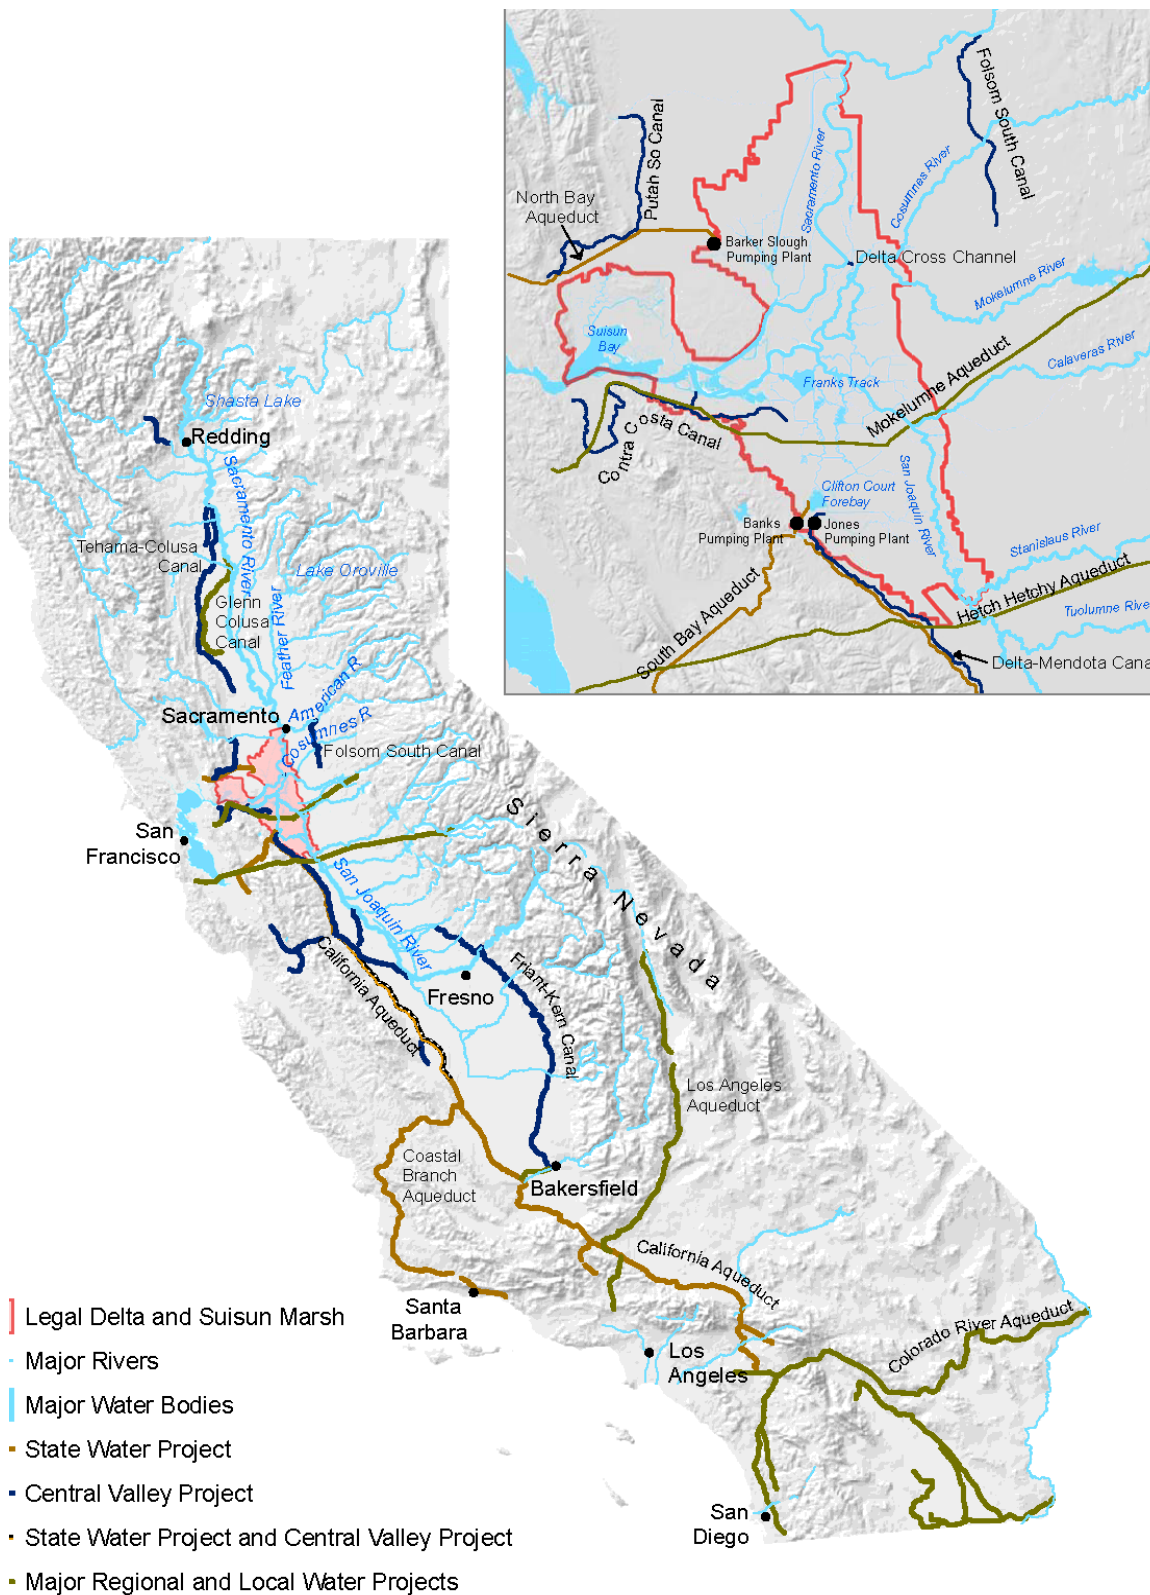 Folsom South Canal
Putah So Canal
Sacramento River
Cosumnes River
North Bay
Aqueduct
Barker Slough
Pumping Plant
Delta Cross Channel
Mokelumne River
Suisun
Bay
Mokelumne Aqueduct
Calaveras River
Franks Track
Contra Costa Canal
San Joaquin River
Clifton Court
Forebay
Banks
Pumping Plant
Jones
Pumping Plant
Stanislaus River
Hetch Hetchy Aqueduct
Tuolumne River
South Bay Aqueduct
Delta-Mendota Canal
Shasta Lake
Redding
Sacramento River
Tehama-Colusa
Canal
Lake Oroville
Glenn
Colusa
Canal
Feather River
American R
Sacramento
Cosumnes R
Folsom South Canal
San
Francisco
Sierra Nevada
San Joaquin River
California Aqueduct
Fresno
Friant-Kern Canal
Los Angeles
Aqueduct
Coastal
Branch
Aqueduct
Bakersfield
California Aqueduct
Santa
Barbara
Los
Angeles
Colorado River Aqueduct
San
Diego
Legal Delta and Suisun Marsh
Major Rivers
Major Water Bodies
State Water Project
Central Valley Project
State Water Project and Central Valley Project
Major Regional and Local Water Projects